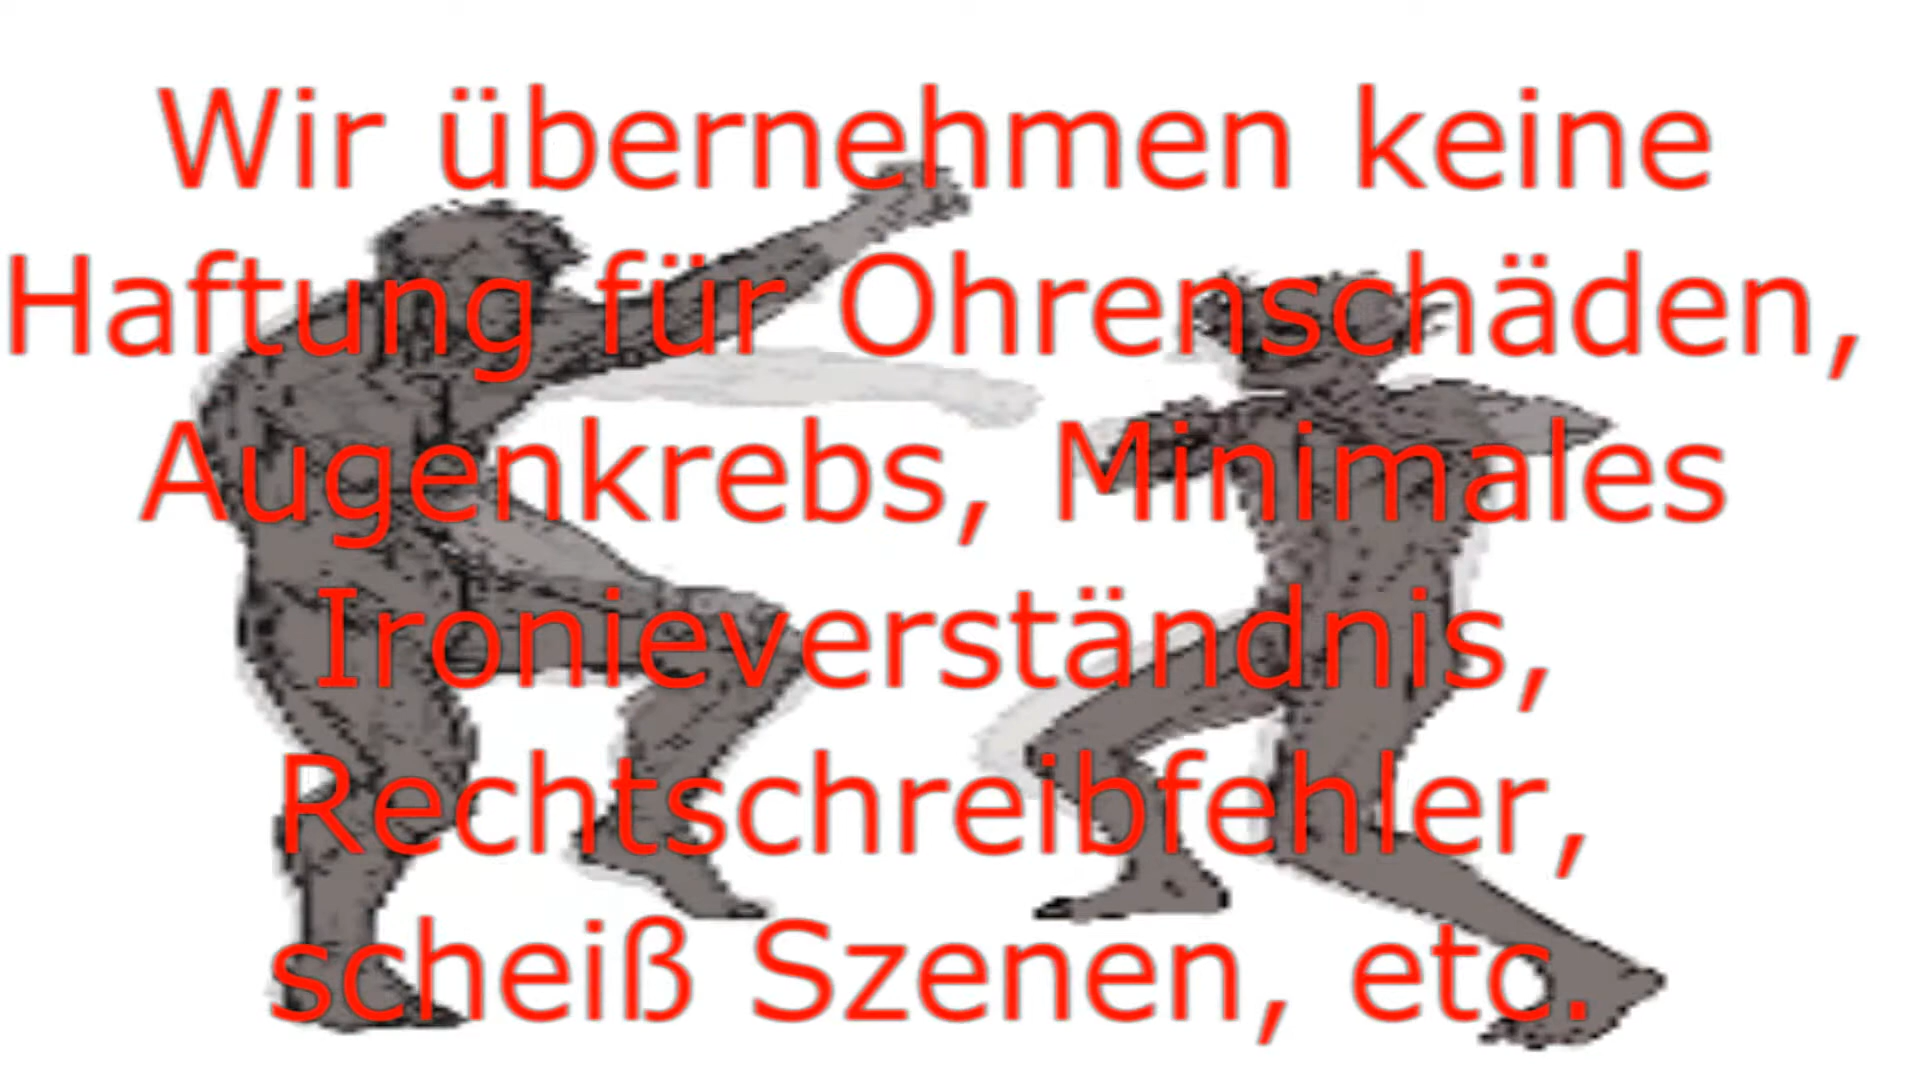 Wir übernehmen keine
Haftung für Ohrenschäden,
Augenkrebs, Minimales
Ironieverständnis,
Rechtschreibfehler,
scheiß Szenen, etc.